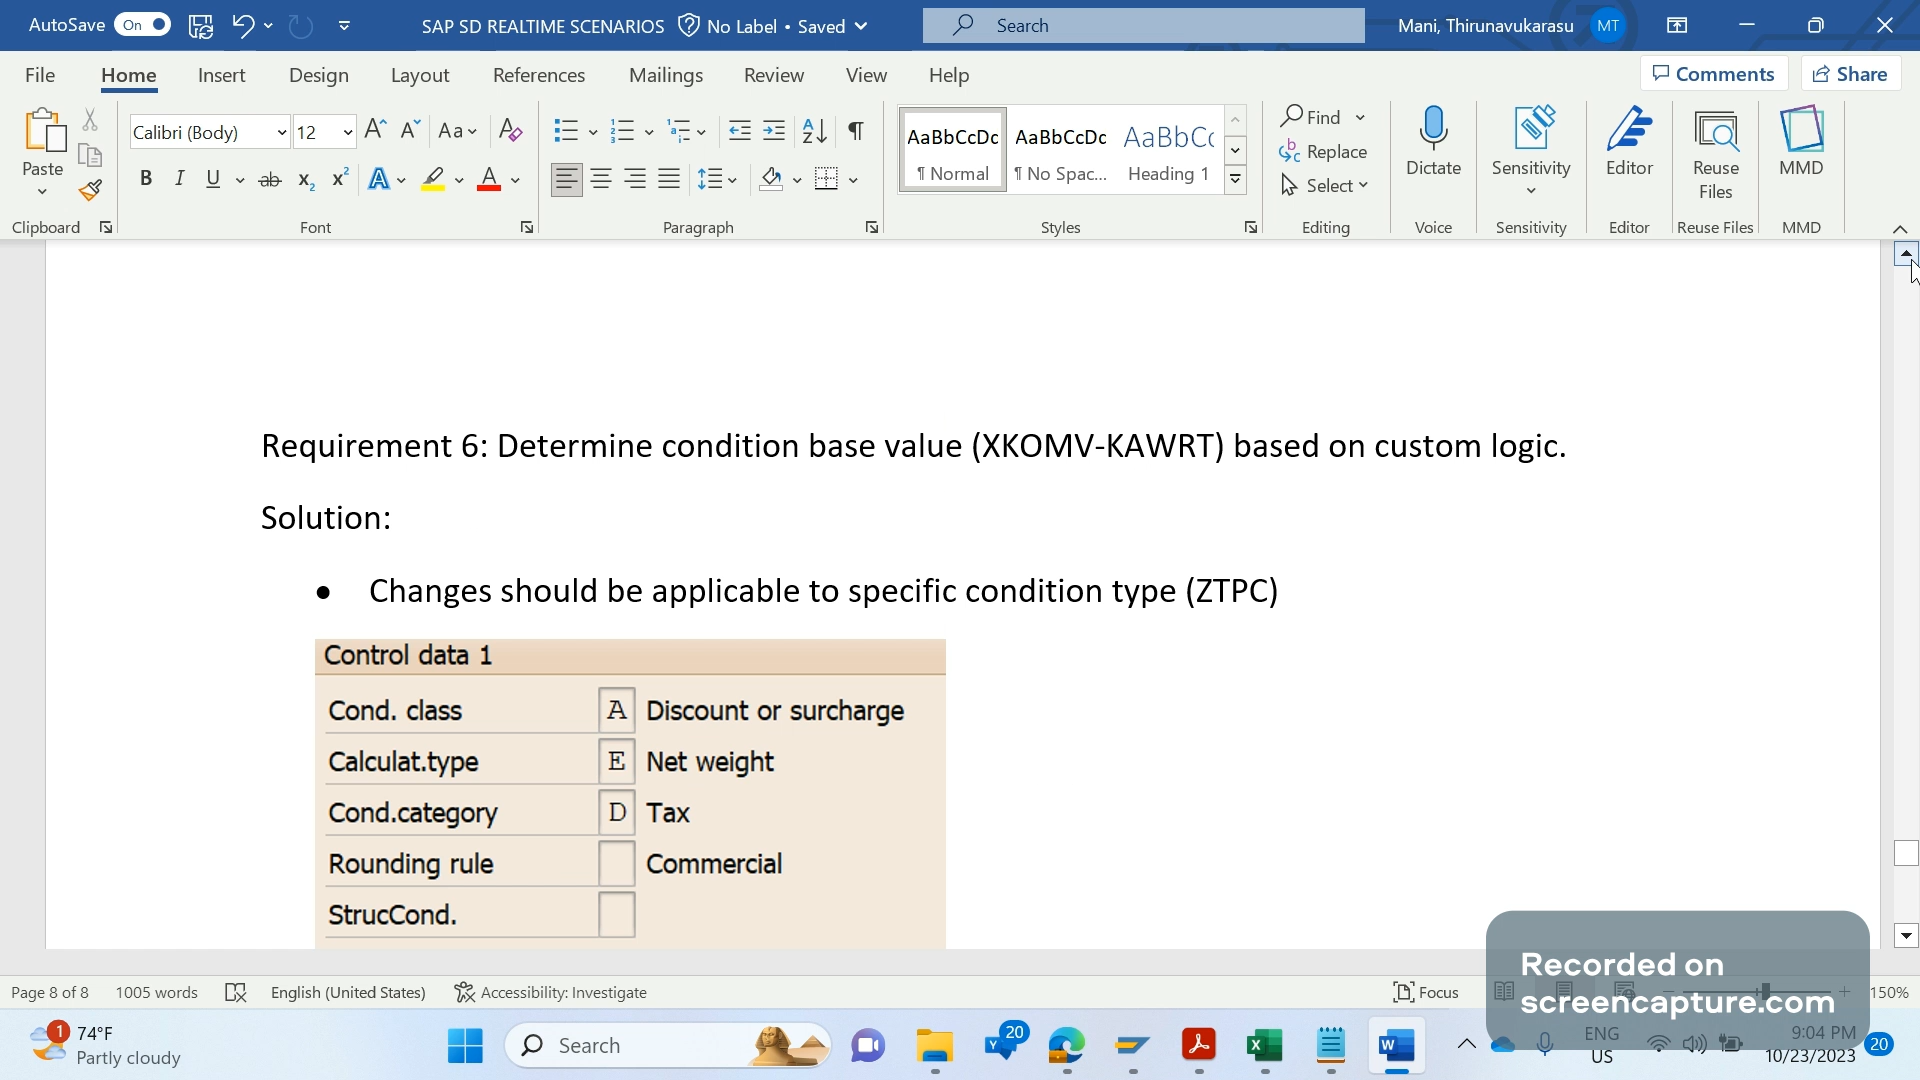 AutoSave On SAP SD REALTIME SCENARIOS No Label • Saved Search Mani, Thirunavukarasu MT
File Home Insert Design Layout References Mailings Review View Help Comments Share
Paste
Calibri (Body) 12 Aa
AaBbCcDc AaBbCcDc AaBbCc
¶ Normal ¶ No Spac... Heading 1
Find
Replace
Select
Dictate
Sensitivity
Editor
Reuse
Files
MMD
Clipboard Font Paragraph Styles Editing Voice Sensitivity Editor Reuse Files MMD
Requirement 6: Determine condition base value (XKOMV-KAWRT) based on custom logic.
Solution:
• Changes should be applicable to specific condition type (ZTPC)
Control data 1
Cond. class A Discount or surcharge
Calculat.type E Net weight
Cond.category D Tax
Rounding rule Commercial
StrucCond.
Recorded on
screencapture.com
Page 8 of 8 1005 words English (United States) Accessibility: Investigate Focus 150%
1 74°F
Partly cloudy
Search
20
ENG
US
9:04 PM
10/23/2023
20